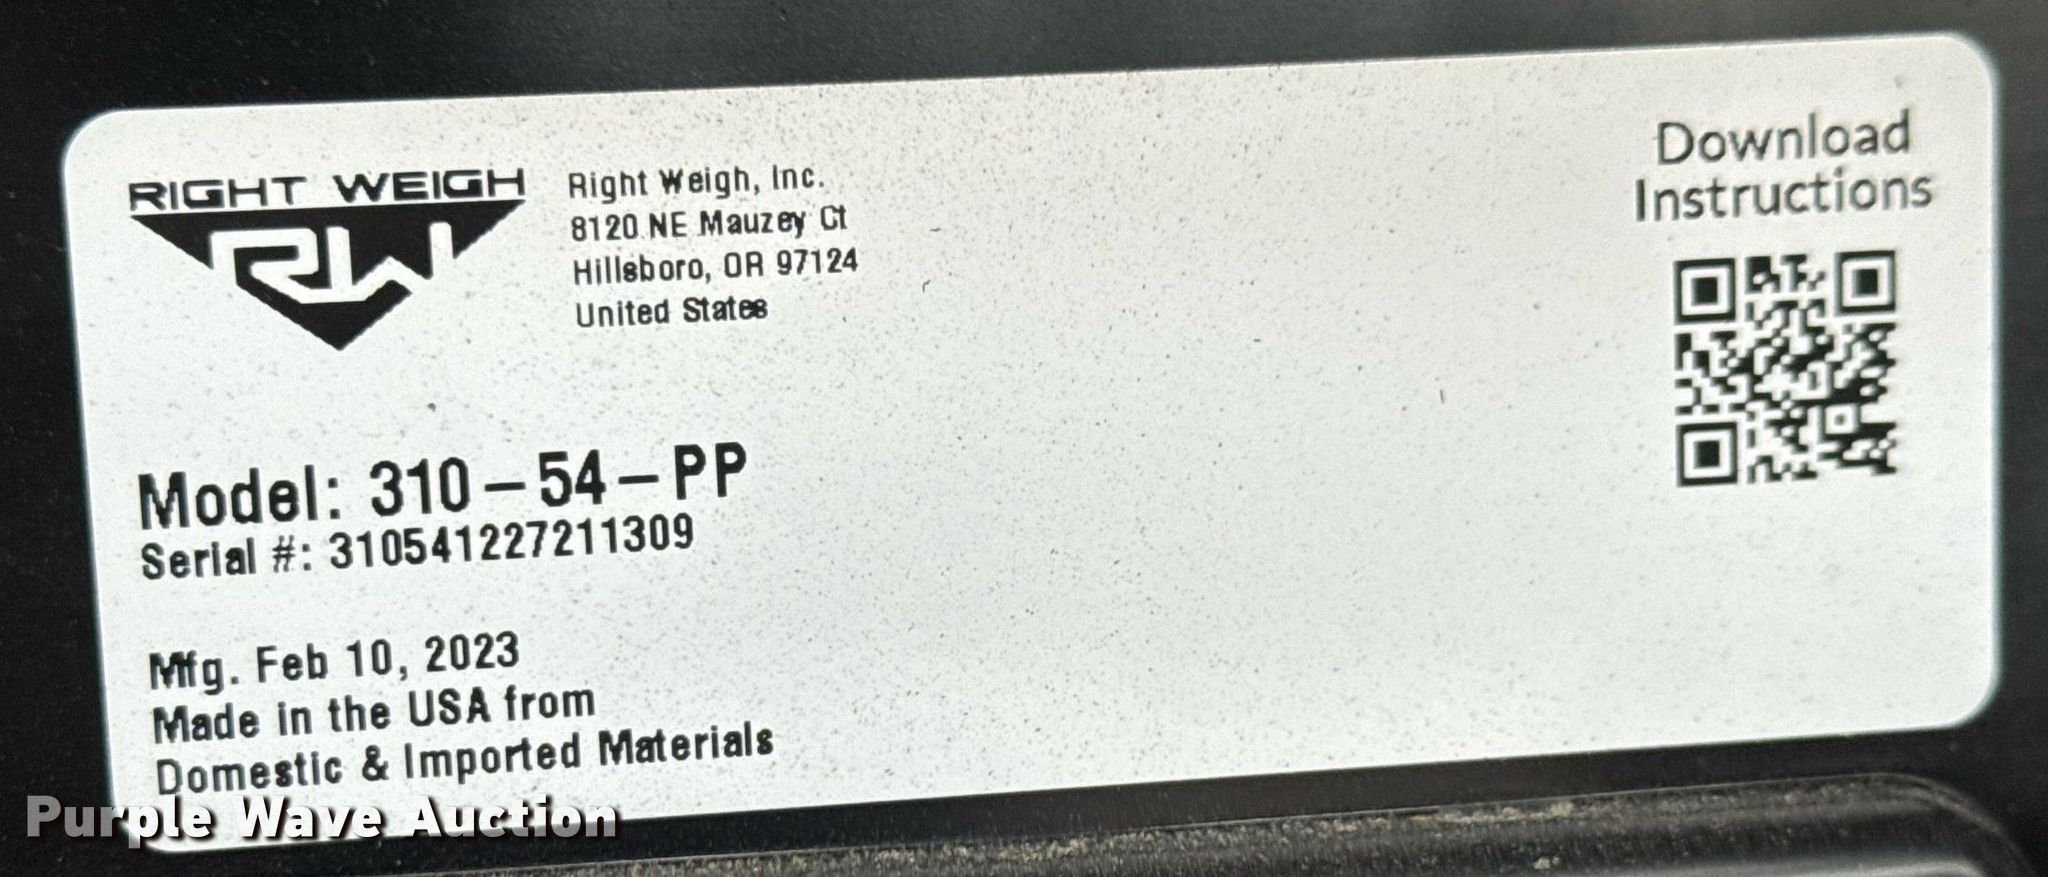 RIGHT WEIGH
RW
Right Weigh, Inc.
8120 NE Mauzey Ct
Hillsboro, OR 97124
United States
Download
Instructions
Model: 310-54-PP
Serial #: 310541227211309
Mfg. Feb 10, 2023
Made in the USA from
Domestic & Imported Materials
Purple Wave Auction